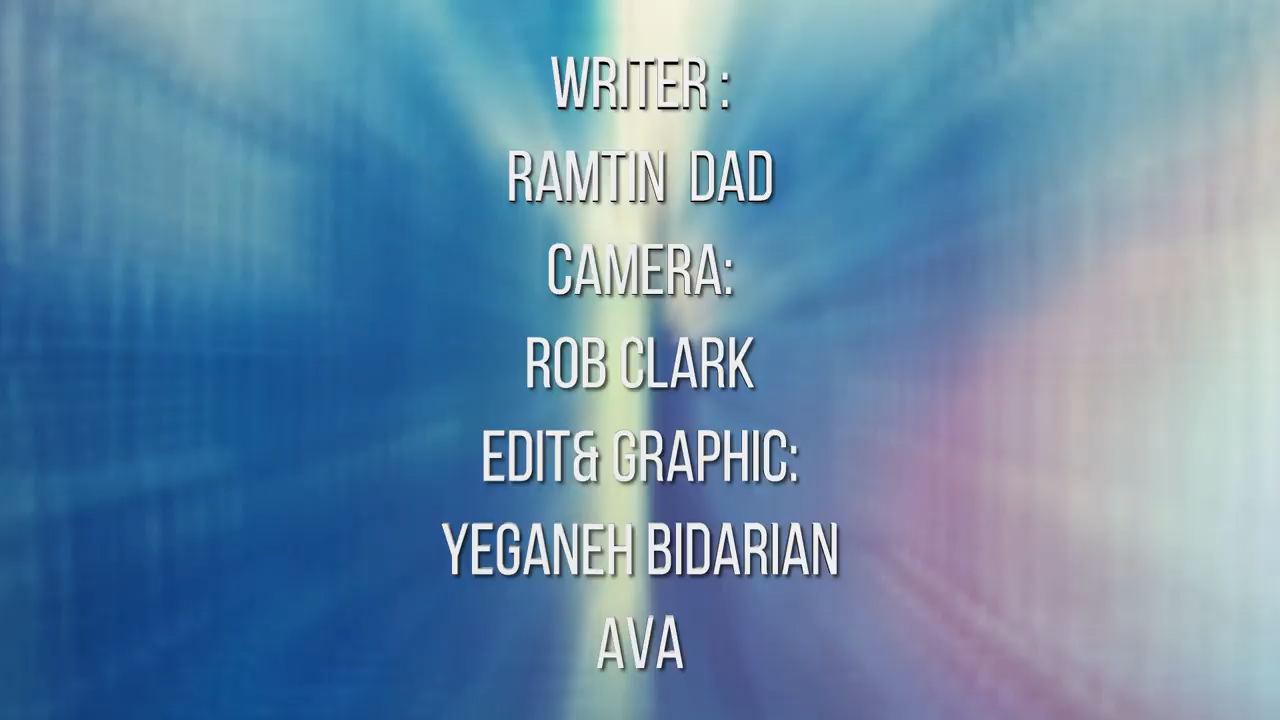 WRITER :
RAMTIN DAD
CAMERA:
ROB CLARK
EDIT& GRAPHIC:
YEGANEH BIDARIAN
AVA